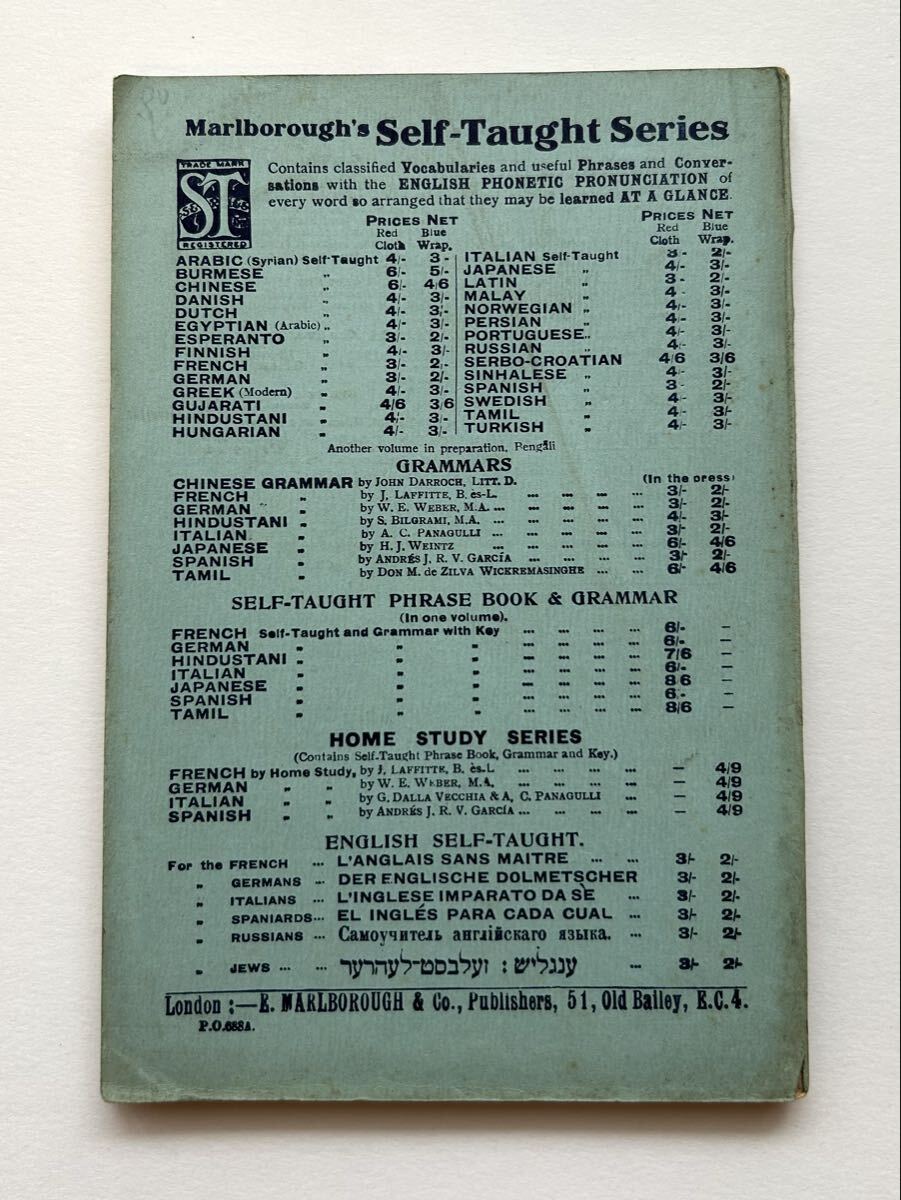 Marlborough's Self-Taught Series
TRADE MARK
ST
REGISTERED
Contains classified Vocabularies and useful Phrases and Conver-
sations with the ENGLISH PHONETIC PRONUNCIATION of
every word so arranged that they may be learned AT A GLANCE.
PRICES NET
Red Blue
Cloth Wrap.
ARABIC (Syrian) Self-Taught 4/- 3 -
BURMESE „ 6/- 5/-
CHINESE „ 6/- 4/6
DANISH „ 4/- 3/-
DUTCH „ 4/- 3/-
EGYPTIAN (Arabic) „ 4/- 3/-
ESPERANTO „ 3/- 2/-
FINNISH „ 4/- 3/-
FRENCH „ 3/- 2/-
GERMAN „ 3/- 2/-
GREEK (Modern) „ 4/- 3/-
GUJARATI „ 4/6 3/6
HINDUSTANI „ 4/- 3 -
HUNGARIAN „ 4/- 3 -
PRICES NET
Red Blue
Cloth Wrap.
ITALIAN Self-Taught 3 - 2/-
JAPANESE „ 4/- 3/-
LATIN „ 3 - 2/-
MALAY „ 4 - 3/-
NORWEGIAN „ 4/- 3/-
PERSIAN „ 4/- 3/-
PORTUGUESE „ 4/- 3/-
RUSSIAN „ 4/- 3/-
SERBO-CROATIAN 4/6 3/6
SINHALESE „ 4 - 3/-
SPANISH „ 3 - 2/-
SWEDISH „ 4/- 3/-
TAMIL „ 4/- 3/-
TURKISH „ 4/- 3/-
Another volume in preparation, Bengāli
GRAMMARS
CHINESE GRAMMAR by JOHN DARROCH, LITT. D. (In the press)
FRENCH „ by J. LAFFITTE, B. ès-L. ... ... ... ... 3/- 2/-
GERMAN „ by W. E. WEBER, M.A. ... ... ... ... ... 3/- 2/-
HINDUSTANI „ by S. BILGRAMI, M.A. ... ... ... ... ... 4/- 3/-
ITALIAN „ by A. C. PANAGULLI ... ... ... ... ... 3/- 2/-
JAPANESE „ by H. J. WEINTZ ... ... ... ... ... 6/- 4/6
SPANISH „ by ANDRÉS J. R. V. GARCÍA ... ... ... ... 3/- 2/-
TAMIL „ by DON M. de ZILVA WICKREMASINGHE ... ... 6/- 4/6
SELF-TAUGHT PHRASE BOOK & GRAMMAR
(In one volume).
FRENCH Self-Taught and Grammar with Key ... ... ... ... 6/- —
GERMAN „ „ „ ... ... ... ... 6/- —
HINDUSTANI „ „ „ ... ... ... ... 7/6 —
ITALIAN „ „ „ ... ... ... ... 6/- —
JAPANESE „ „ „ ... ... ... ... 8 6 —
SPANISH „ „ „ ... ... ... ... 6 - —
TAMIL „ „ „ ... ... ... ... 8/6 —
HOME STUDY SERIES
(Contains Self-Taught Phrase Book, Grammar and Key.)
FRENCH by Home Study, by J. LAFFITTE, B. ès-L ... ... ... ... — 4/9
GERMAN „ „ by W. E. WEBER, M.A. ... ... ... ... — 4/9
ITALIAN „ „ by G. DALLA VECCHIA & A. C. PANAGULLI ... ... — 4/9
SPANISH „ „ by ANDRÉS J. R. V. GARCÍA ... ... ... ... — 4/9
ENGLISH SELF-TAUGHT.
For the FRENCH ... L'ANGLAIS SANS MAITRE ... ... 3/- 2/-
„ GERMANS ... DER ENGLISCHE DOLMETSCHER 3/- 2/-
„ ITALIANS ... L'INGLESE IMPARATO DA SÈ ... 3/- 2/-
„ SPANIARDS ... EL INGLÉS PARA CADA CUAL ... 3/- 2/-
„ RUSSIANS ... Самоучитель англійскаго языка. ... 3/- 2/-
„ JEWS ... ... ענגליש : זעלבסט-לעהרער ... 3/- 2/-
London :— E. MARLBOROUGH & Co., Publishers, 51, Old Bailey, E.C.4.
P.O.688A.